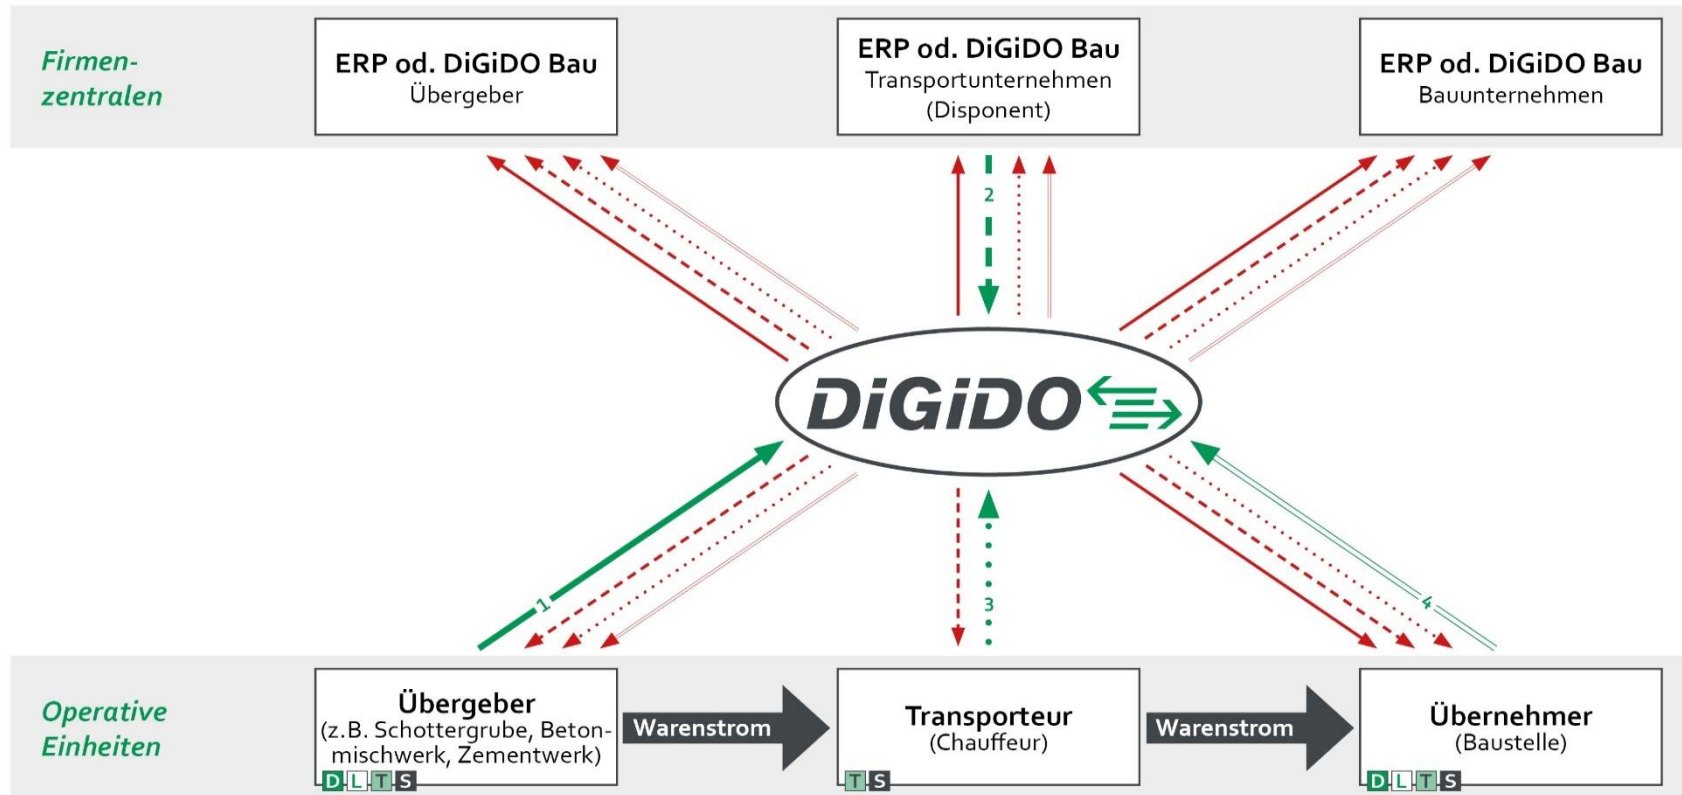 Firmen-
zentralen
ERP od. DiGiDO Bau
Übergeber
ERP od. DiGiDO Bau
Transportunternehmen
(Disponent)
ERP od. DiGiDO Bau
Bauunternehmen
2
DiGiDO
1
3
4
Operative
Einheiten
Übergeber
(z.B. Schottergrube, Beton-
mischwerk, Zementwerk)
D L T S
Warenstrom
Transporteur
(Chauffeur)
T S
Warenstrom
Übernehmer
(Baustelle)
D L T S